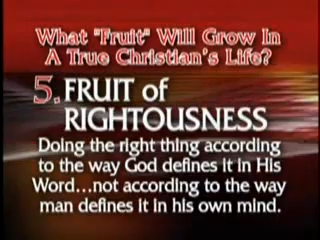 What "Fruit" Will Grow In
A True Christian's Life?
5. FRUIT of
RIGHTOUSNESS
Doing the right thing according
to the way God defines it in His
Word...not according to the way
man defines it in his own mind.